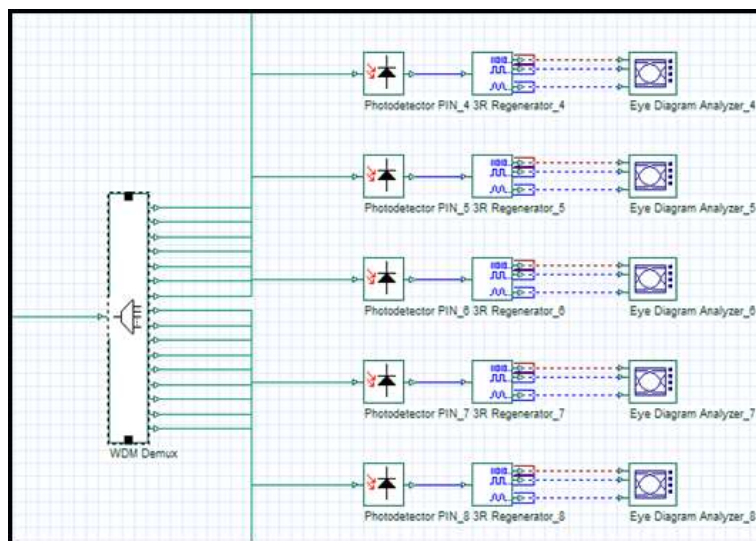 Photodetector PIN_4 3R Regenerator_4 Eye Diagram Analyzer_4
Photodetector PIN_5 3R Regenerator_5 Eye Diagram Analyzer_5
Photodetector PIN_6 3R Regenerator_6 Eye Diagram Analyzer_6
Photodetector PIN_7 3R Regenerator_7 Eye Diagram Analyzer_7
WDM Demux
Photodetector PIN_8 3R Regenerator_8 Eye Diagram Analyzer_8